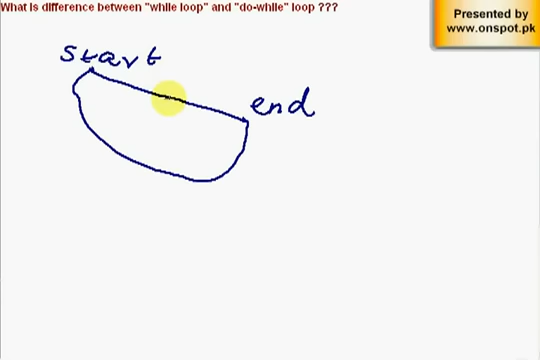 What is difference between "while loop" and "do-while" loop ???
Presented by
www.onspot.pk
start
end